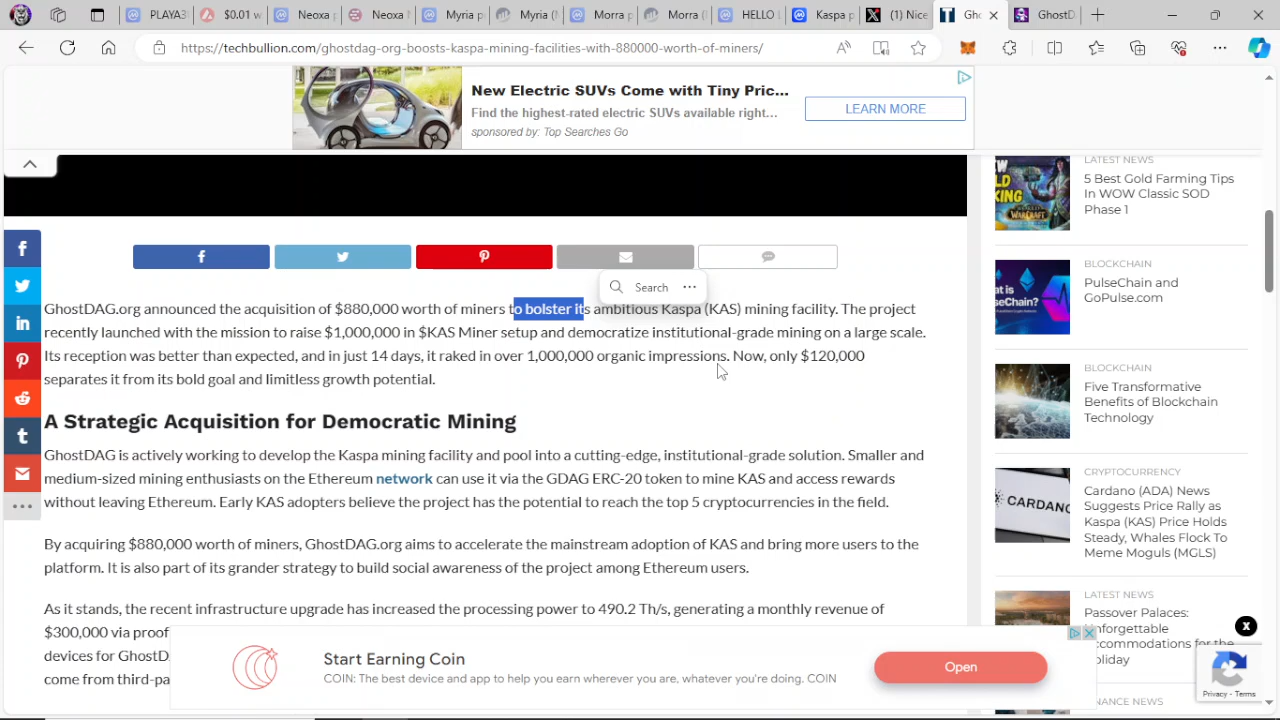 PLAYA3
$0.01
Neoxa
Myria
Morra
Morra
HELLO L
Kaspa
(1) Nice
Gho
Ghostd
https://techbullion.com/ghostdag-org-boosts-kaspa-mining-facilities-with-880000-worth-of-miners/
New Electric SUVs Come with Tiny Pric...
Find the highest-rated electric SUVs available right...
sponsored by: Top Searches Go
LEARN MORE
Search
GhostDAG.org announced the acquisition of $880,000 worth of miners to bolster its ambitious Kaspa (KAS) mining facility. The project
recently launched with the mission to raise $1,000,000 in $KAS Miner setup and democratize institutional-grade mining on a large scale.
Its reception was better than expected, and in just 14 days, it raked in over 1,000,000 organic impressions. Now, only $120,000
separates it from its bold goal and limitless growth potential.
A Strategic Acquisition for Democratic Mining
GhostDAG is actively working to develop the Kaspa mining facility and pool into a cutting-edge, institutional-grade solution. Smaller and
medium-sized mining enthusiasts on the Ethereum network can use it via the GDAG ERC-20 token to mine KAS and access rewards
without leaving Ethereum. Early KAS adopters believe the project has the potential to reach the top 5 cryptocurrencies in the field.
By acquiring $880,000 worth of miners, GhostDAG.org aims to accelerate the mainstream adoption of KAS and bring more users to the
platform. It is also part of its grander strategy to build social awareness of the project among Ethereum users.
As it stands, the recent infrastructure upgrade has increased the processing power to 490.2 Th/s, generating a monthly revenue of
$300,000 via proof
devices for GhostD
come from third-pa
Start Earning Coin
COIN: The best device and app to help you earn wherever you are, whatever you're doing. COIN
Open
LATEST NEWS
5 Best Gold Farming Tips
In WOW Classic SOD
Phase 1
BLOCKCHAIN
PulseChain and
GoPulse.com
BLOCKCHAIN
Five Transformative
Benefits of Blockchain
Technology
CRYPTOCURRENCY
Cardano (ADA) News
Suggests Price Rally as
Kaspa (KAS) Price Holds
Steady, Whales Flock To
Meme Moguls (MGLS)
CARDANO
LATEST NEWS
Passover Palaces:
Unforgettable
Accommodations for the
Holiday
NANCE NEWS
Privacy - Terms